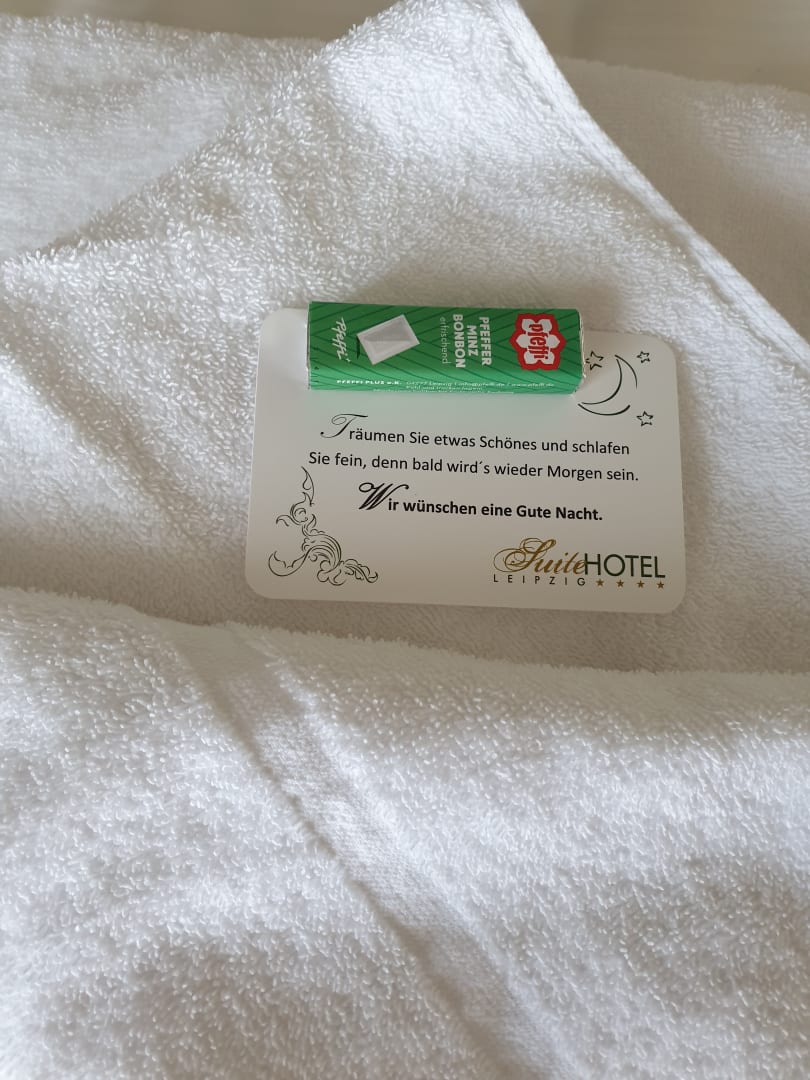 pfeffi
PFEFFER
MINZ
BONBON
erfrischend
Pfeffi
PFEFFI PLUS e.K.
Träumen Sie etwas Schönes und schlafen
Sie fein, denn bald wird´s wieder Morgen sein.
Wir wünschen eine Gute Nacht.
SuiteHOTEL
LEIPZIG ★ ★ ★ ★